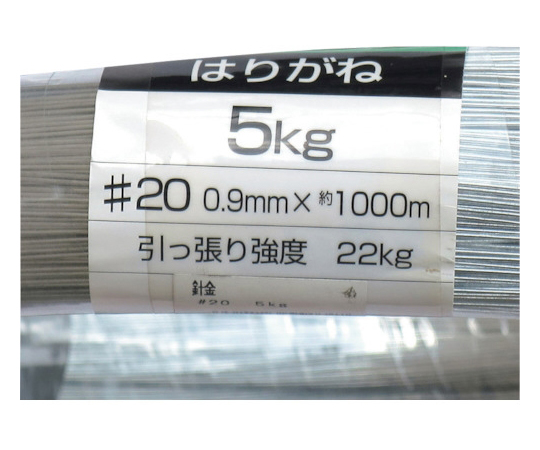 はりがね
5kg
#20 0.9mm×約1000m
引っ張り強度 22kg
針金
#20 5kg